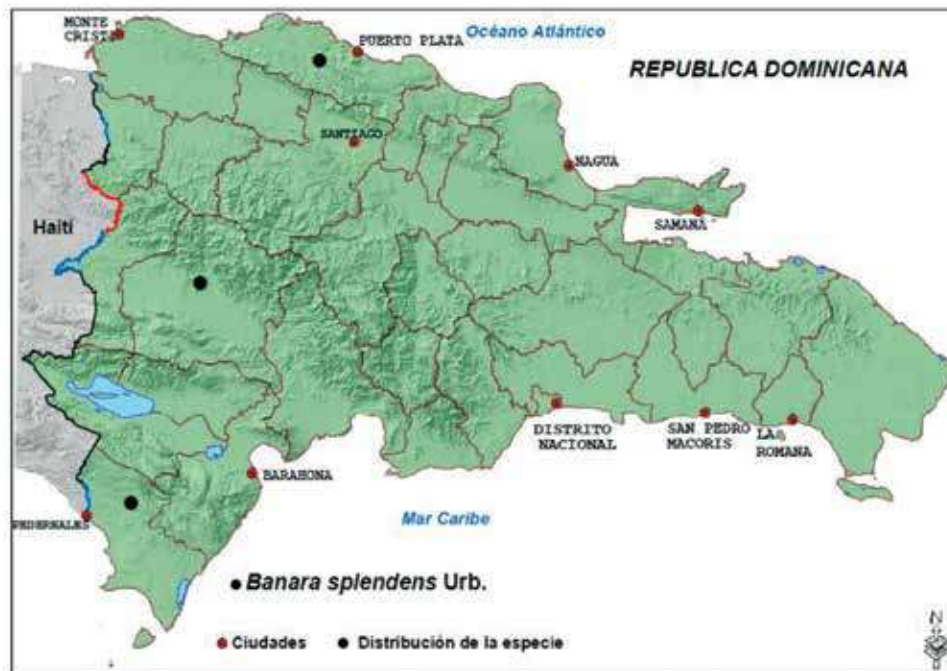 MONTE
CRISTI
Océano Atlántico
PUERTO PLATA
REPUBLICA DOMINICANA
SANTIAGO
NAGUA
Haití
SAMANA
DISTRITO
NACIONAL
SAN PEDRO
MACORIS
LA
ROMANA
BARAHONA
PEDERNALES
Mar Caribe
Banara splendens Urb.
Ciudades
Distribución de la especie
N